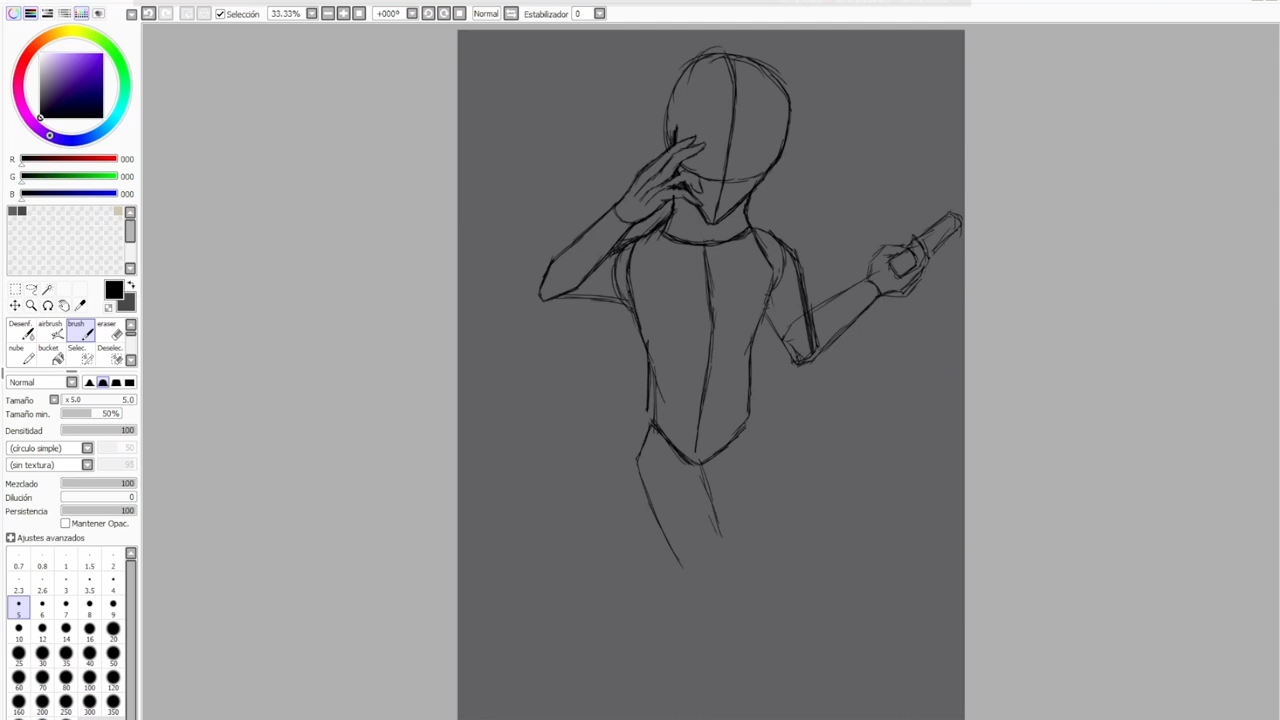 Selección 33.33% +000º Normal Estabilizador 0
R 000
G 000
B 000
Desenf. airbrush brush eraser
nube bucket Selec. Deselec.
Normal
Tamaño x 5.0 5.0
Tamaño min. 50%
Densitidad 100
(círculo simple) 50
(sin textura) 95
Mezclado 100
Dilución 0
Persistencia 100
Mantener Opac.
Ajustes avanzados
0.7 0.8 1 1.5 2
2.3 2.6 3 3.5 4
5 6 7 8 9
10 12 14 16 20
25 30 35 40 50
60 70 80 100 120
160 200 250 300 350